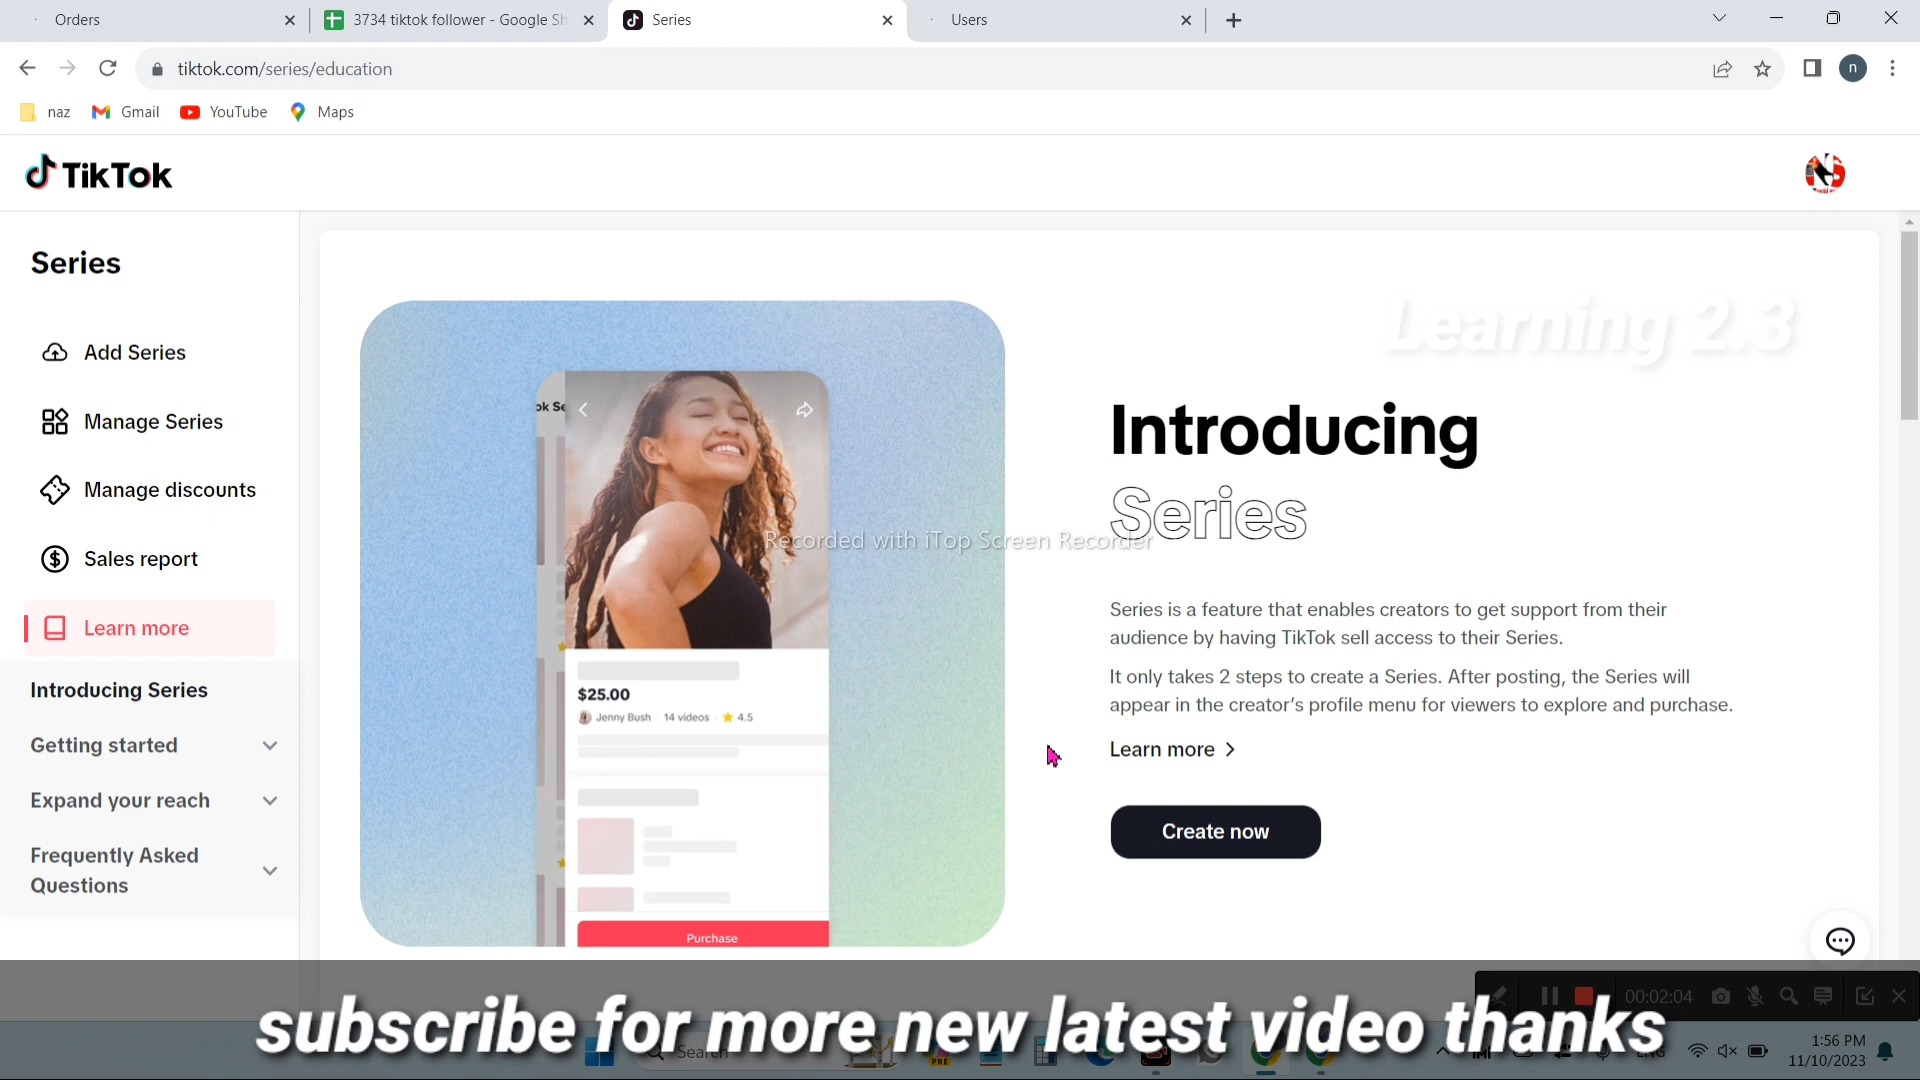 Orders
3734 tiktok follower - Google Sh
Series
Users
tiktok.com/series/education
n
naz
Gmail
YouTube
Maps
TikTok
NS
Series
Add Series
Manage Series
Manage discounts
Sales report
Learn more
Introducing Series
Getting started
Expand your reach
Frequently Asked
Questions
ok Se
$25.00
Jenny Bush
14 videos
4.5
Purchase
Learning 2.3
Introducing
Series
Recorded with iTop Screen Recorder
Series is a feature that enables creators to get support from their
audience by having TikTok sell access to their Series.
It only takes 2 steps to create a Series. After posting, the Series will
appear in the creator's profile menu for viewers to explore and purchase.
Learn more
Create now
00:02:04
subscribe for more new latest video thanks
Search
PRE
ENG
1:56 PM
11/10/2023